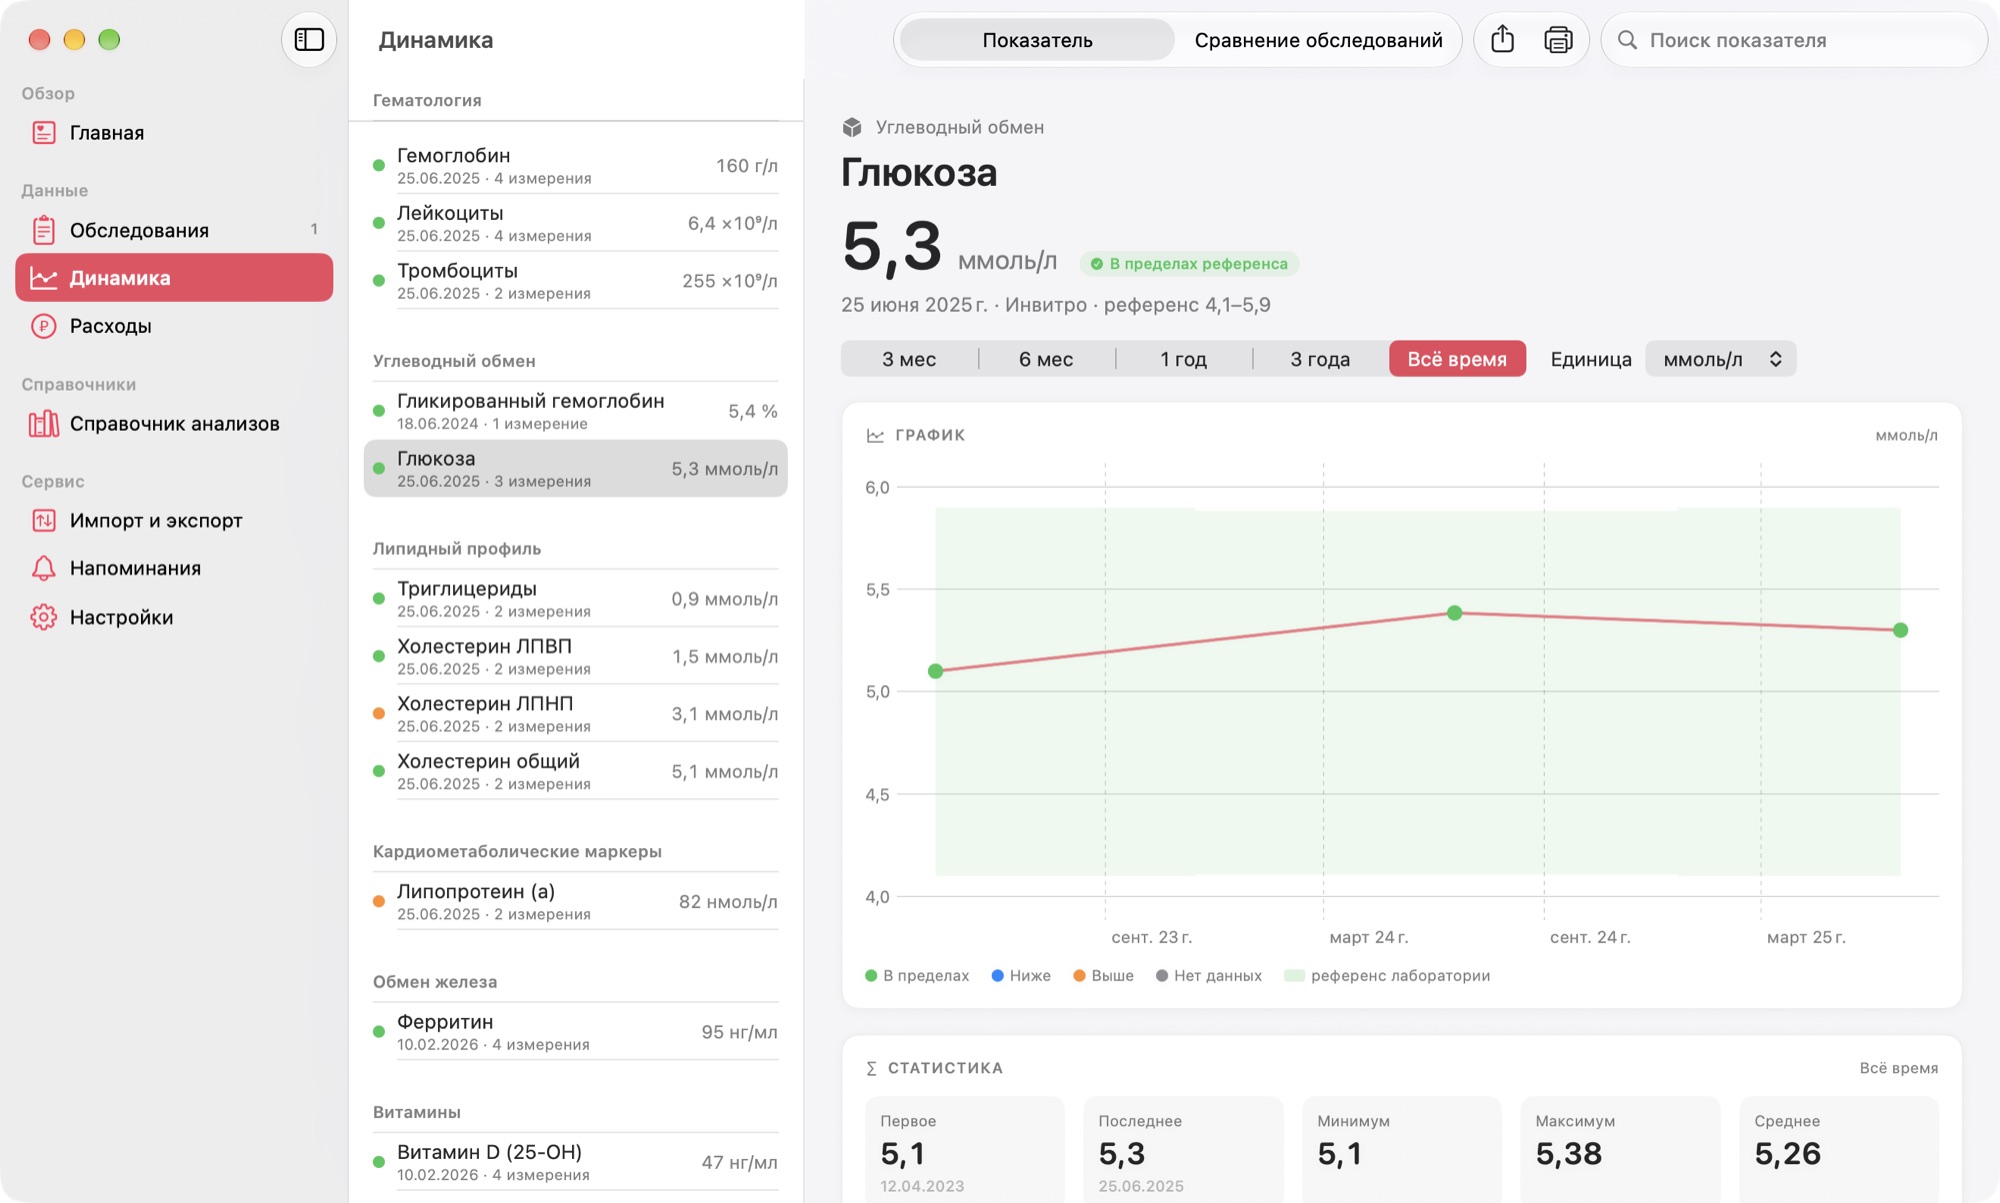 Обзор
Главная
Данные
Обследования 1
Динамика
Расходы
Справочники
Справочник анализов
Сервис
Импорт и экспорт
Напоминания
Настройки
Динамика
Гематология
Гемоглобин 160 г/л
25.06.2025 · 4 измерения
Лейкоциты 6,4 ×10⁹/л
25.06.2025 · 4 измерения
Тромбоциты 255 ×10⁹/л
25.06.2025 · 2 измерения
Углеводный обмен
Гликированный гемоглобин 5,4 %
18.06.2024 · 1 измерение
Глюкоза 5,3 ммоль/л
25.06.2025 · 3 измерения
Липидный профиль
Триглицериды 0,9 ммоль/л
25.06.2025 · 2 измерения
Холестерин ЛПВП 1,5 ммоль/л
25.06.2025 · 2 измерения
Холестерин ЛПНП 3,1 ммоль/л
25.06.2025 · 2 измерения
Холестерин общий 5,1 ммоль/л
25.06.2025 · 2 измерения
Кардиометаболические маркеры
Липопротеин (а) 82 нмоль/л
25.06.2025 · 2 измерения
Обмен железа
Ферритин 95 нг/мл
10.02.2026 · 4 измерения
Витамины
Витамин D (25-OH) 47 нг/мл
10.02.2026 · 4 измерения
Показатель Сравнение обследований Поиск показателя
Углеводный обмен
Глюкоза
5,3 ммоль/л В пределах референса
25 июня 2025 г. · Инвитро · референс 4,1–5,9
3 мес 6 мес 1 год 3 года Всё время Единица ммоль/л
ГРАФИК ммоль/л
6,0
5,5
5,0
4,5
4,0
сент. 23 г. март 24 г. сент. 24 г. март 25 г.
В пределах Ниже Выше Нет данных референс лаборатории
Σ СТАТИСТИКА Всё время
Первое Последнее Минимум Максимум Среднее
5,1 5,3 5,1 5,38 5,26
12.04.2023 25.06.2025